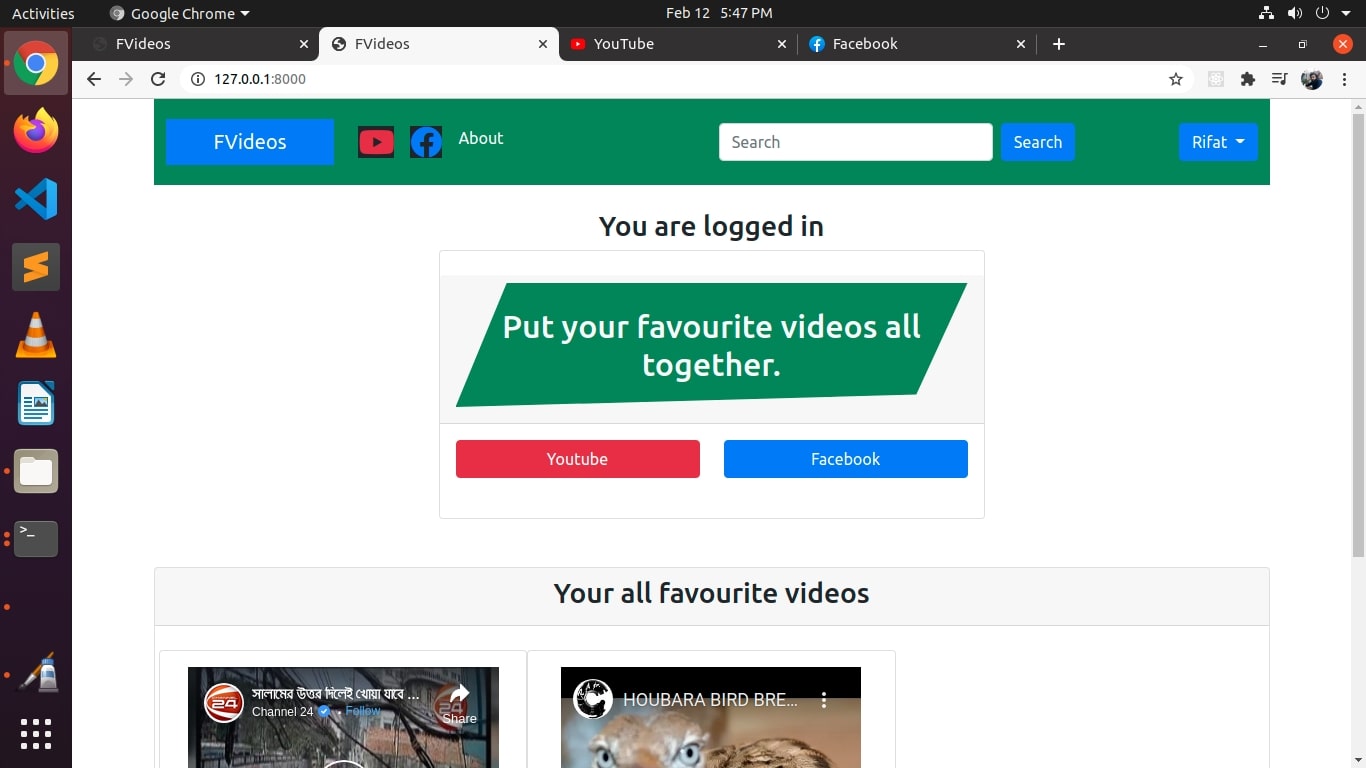 Activities
Google Chrome
Feb 12 5:47 PM
FVideos
FVideos
YouTube
Facebook
127.0.0.1:8000
FVideos
About
Search
Search
Rifat
You are logged in
Put your favourite videos all
together.
Youtube
Facebook
Your all favourite videos
সালামের উত্তর দিলেই খোয়া যাবে ...
Channel 24 · Follow
Share
24
HOUBARA BIRD BRE...